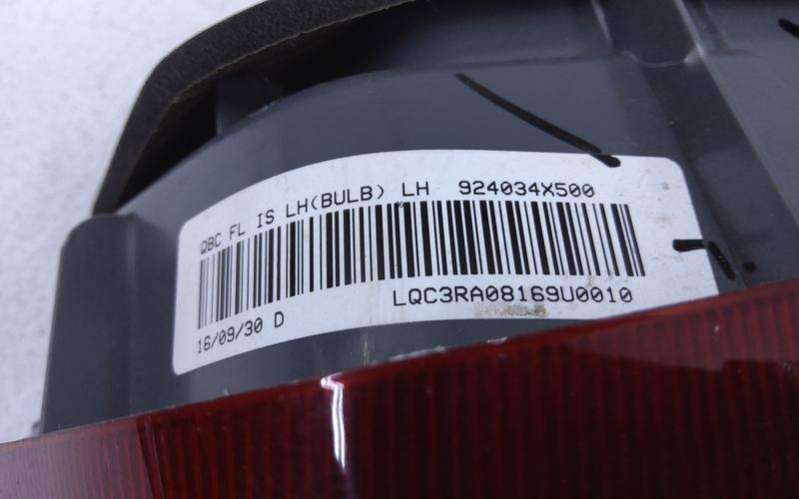 QBC FL IS LH(BULB) LH 924034X500
LQC3RA08169U0010
16/09/30 D